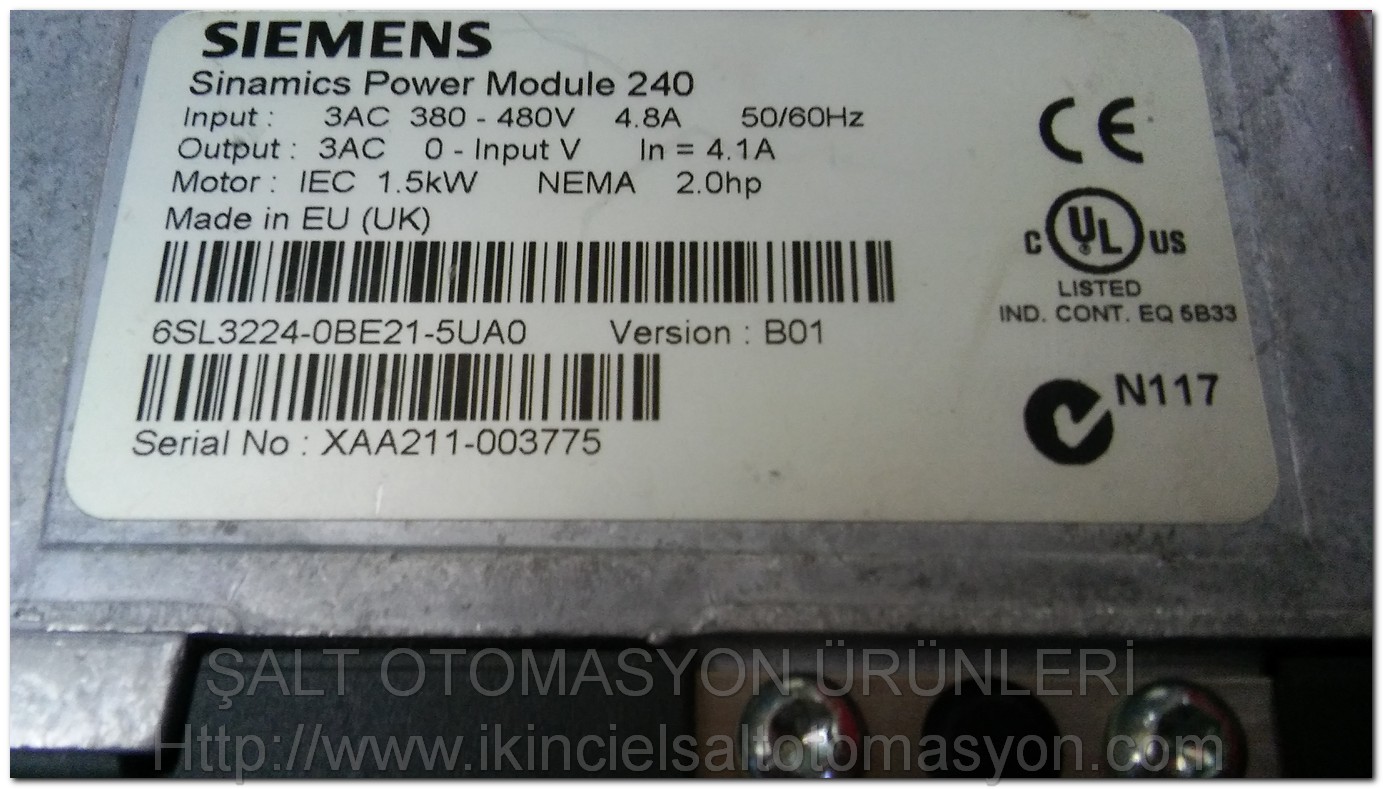 SIEMENS
Sinamics Power Module 240
Input : 3AC 380 - 480V 4.8A 50/60Hz
Output : 3AC 0 - Input V In = 4.1A
Motor : IEC 1.5kW NEMA 2.0hp
Made in EU (UK)
6SL3224-0BE21-5UA0 Version : B01
Serial No : XAA211-003775
CE
C UL US
®
LISTED
IND. CONT. EQ 5B33
N117
ŞALT OTOMASYON ÜRÜNLERİ
Http://www.ikincielsaltotomasyon.com